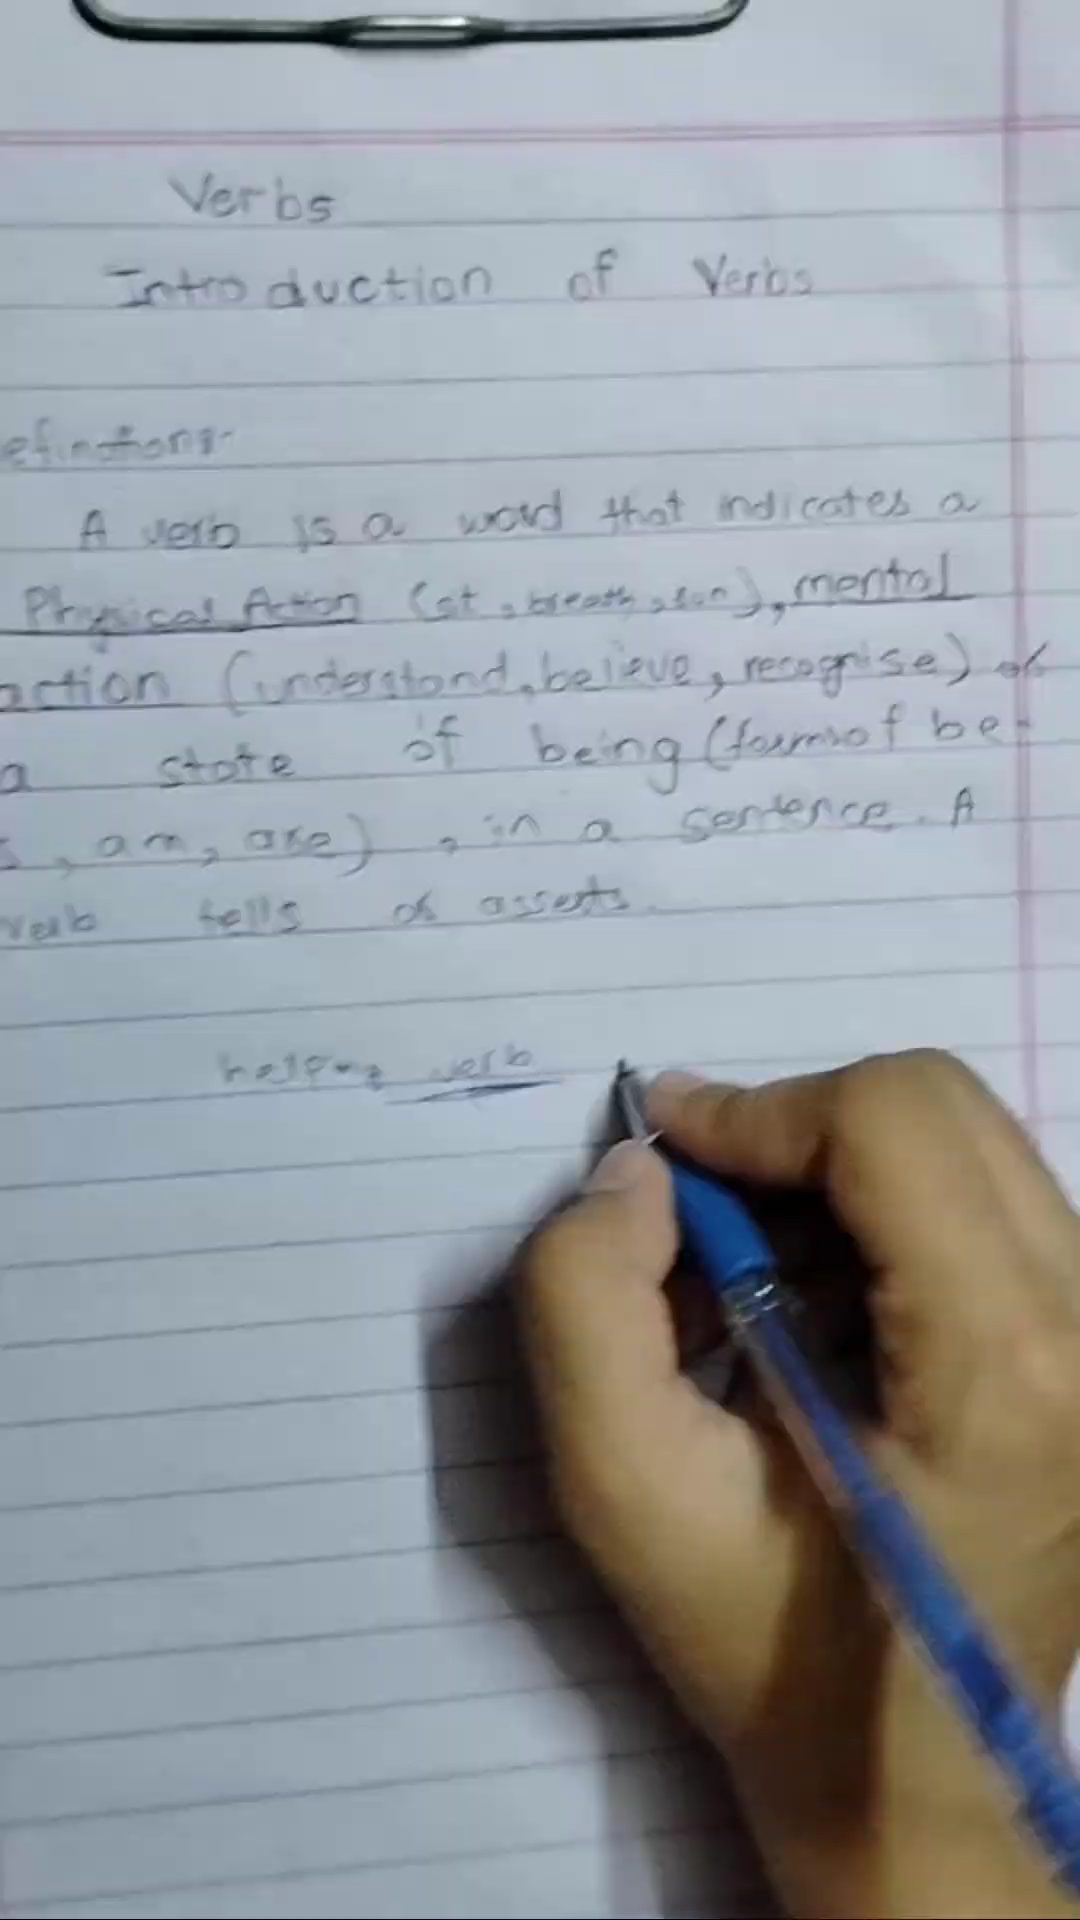 Verbs
Introduction of Verbs
efinitions:-
A verb is a word that indicates a
Physical Action (sit, breath, run), mental
action (understand, believe, recognise) or
a state of being (forms of be-
s, am, are), in a sentence. A
verb tells or asserts.
helping verb